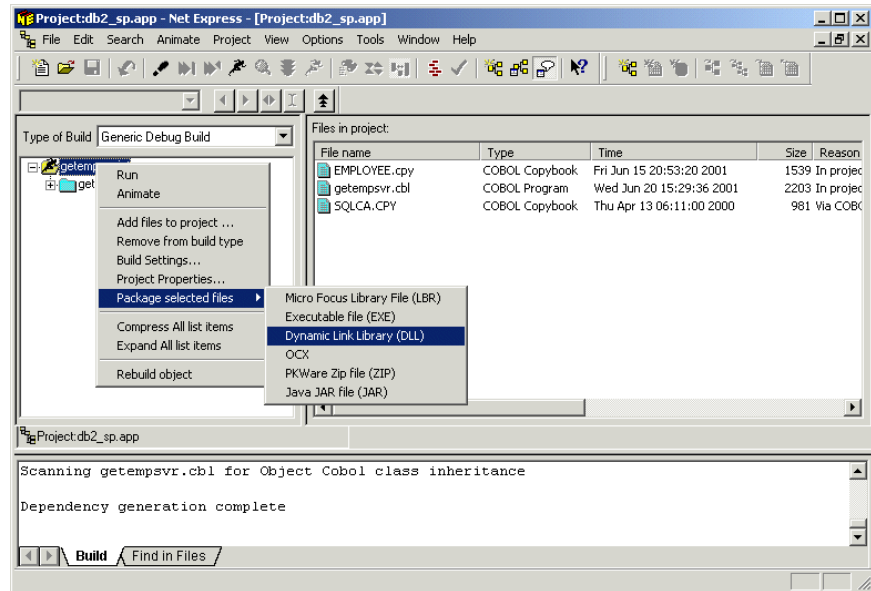 Project:db2_sp.app - Net Express - [Project:db2_sp.app]
File Edit Search Animate Project View Options Tools Window Help
Type of Build Generic Debug Build
Files in project:
File name Type Time Size Reason
EMPLOYEE.cpy COBOL Copybook Fri Jun 15 20:53:20 2001 1539 In projec
getempsvr.cbl COBOL Program Wed Jun 20 15:29:36 2001 2203 In projec
SQLCA.CPY COBOL Copybook Thu Apr 13 06:11:00 2000 981 Via COBO
getemp
get
Run
Animate
Add files to project ...
Remove from build type
Build Settings...
Project Properties...
Package selected files
Compress All list items
Expand All list items
Rebuild object
Micro Focus Library File (LBR)
Executable file (EXE)
Dynamic Link Library (DLL)
OCX
PKWare Zip file (ZIP)
Java JAR file (JAR)
Project:db2_sp.app
Scanning getempsvr.cbl for Object Cobol class inheritance
Dependency generation complete
Build Find in Files